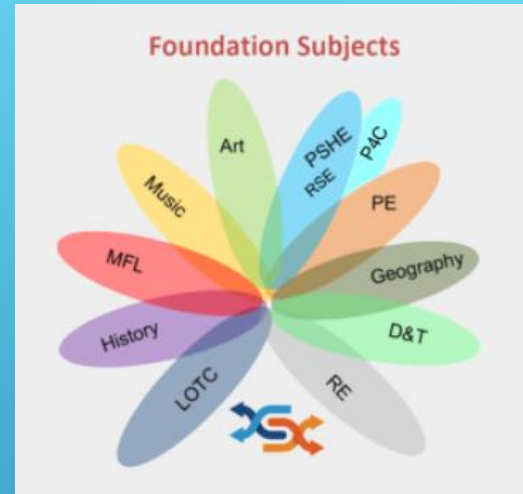 Foundation Subjects
Art
PSHE
RSE
P4C
Music
PE
MFL
Geography
History
D&T
LOTC
RE